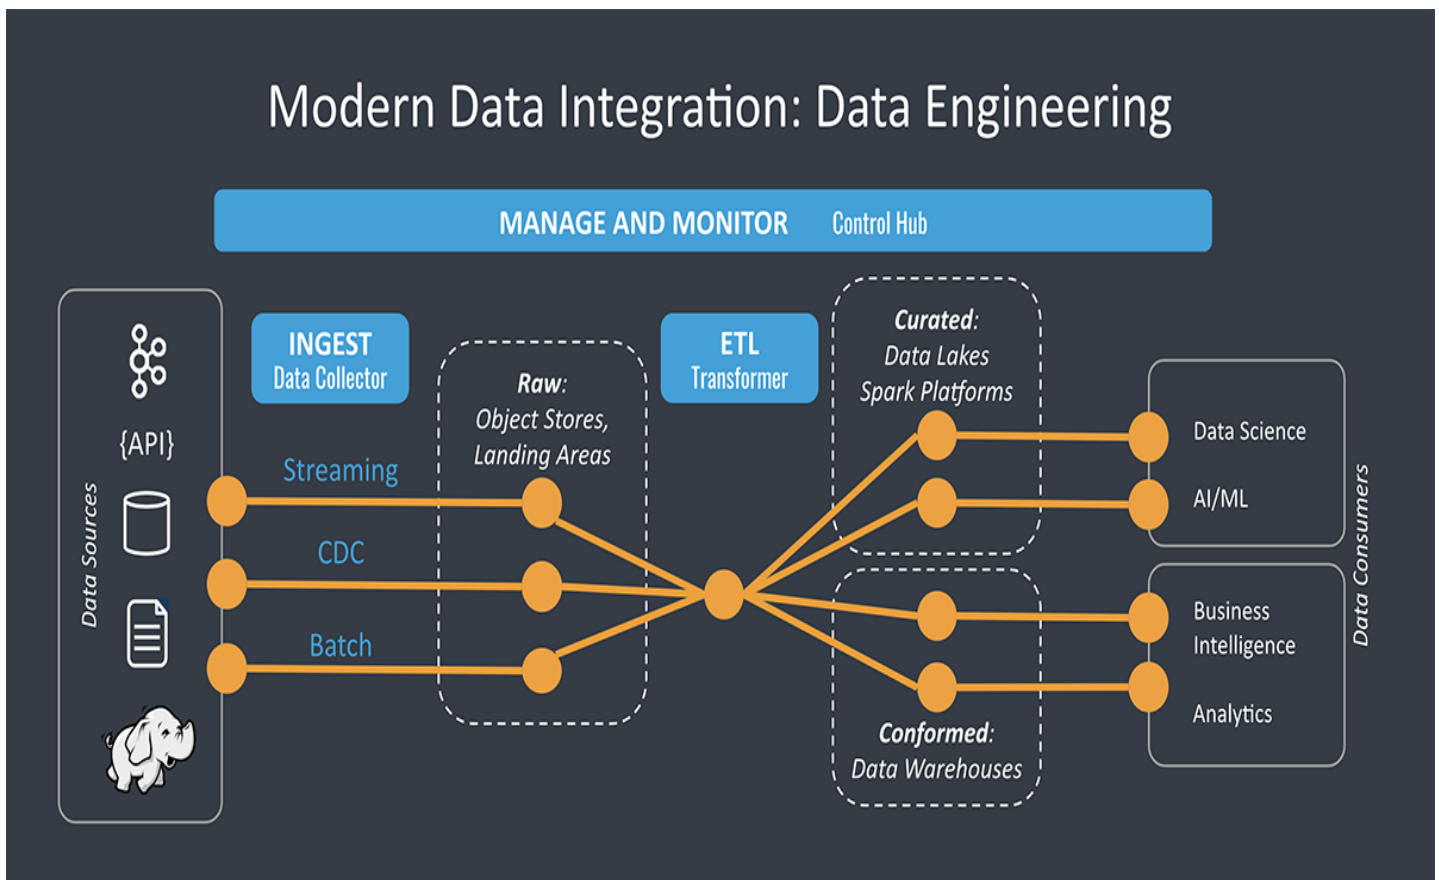 Modern Data Integration: Data Engineering
MANAGE AND MONITOR Control Hub
Data Sources
{API}
INGEST
Data Collector
Streaming
CDC
Batch
Raw:
Object Stores,
Landing Areas
ETL
Transformer
Curated:
Data Lakes
Spark Platforms
Conformed:
Data Warehouses
Data Science
AI/ML
Business
Intelligence
Analytics
Data Consumers